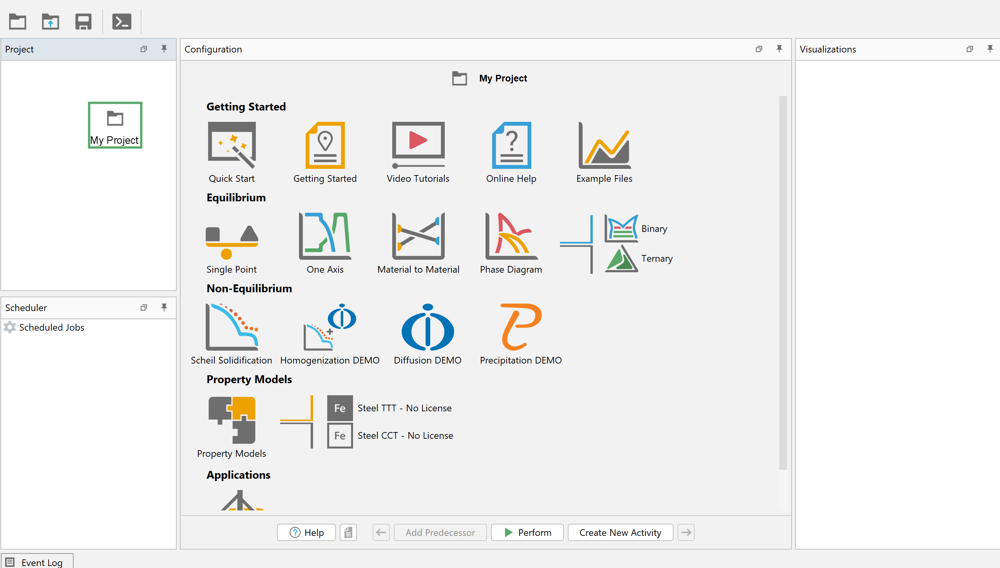 Project
Configuration
Visualizations
My Project
My Project
Getting Started
Quick Start
Getting Started
Video Tutorials
Online Help
Example Files
Equilibrium
Single Point
One Axis
Material to Material
Phase Diagram
Binary
Ternary
Non-Equilibrium
Scheil Solidification
Homogenization DEMO
Diffusion DEMO
Precipitation DEMO
Property Models
Property Models
Fe
Steel TTT - No License
Fe
Steel CCT - No License
Applications
Scheduler
Scheduled Jobs
Help
Add Predecessor
Perform
Create New Activity
Event Log